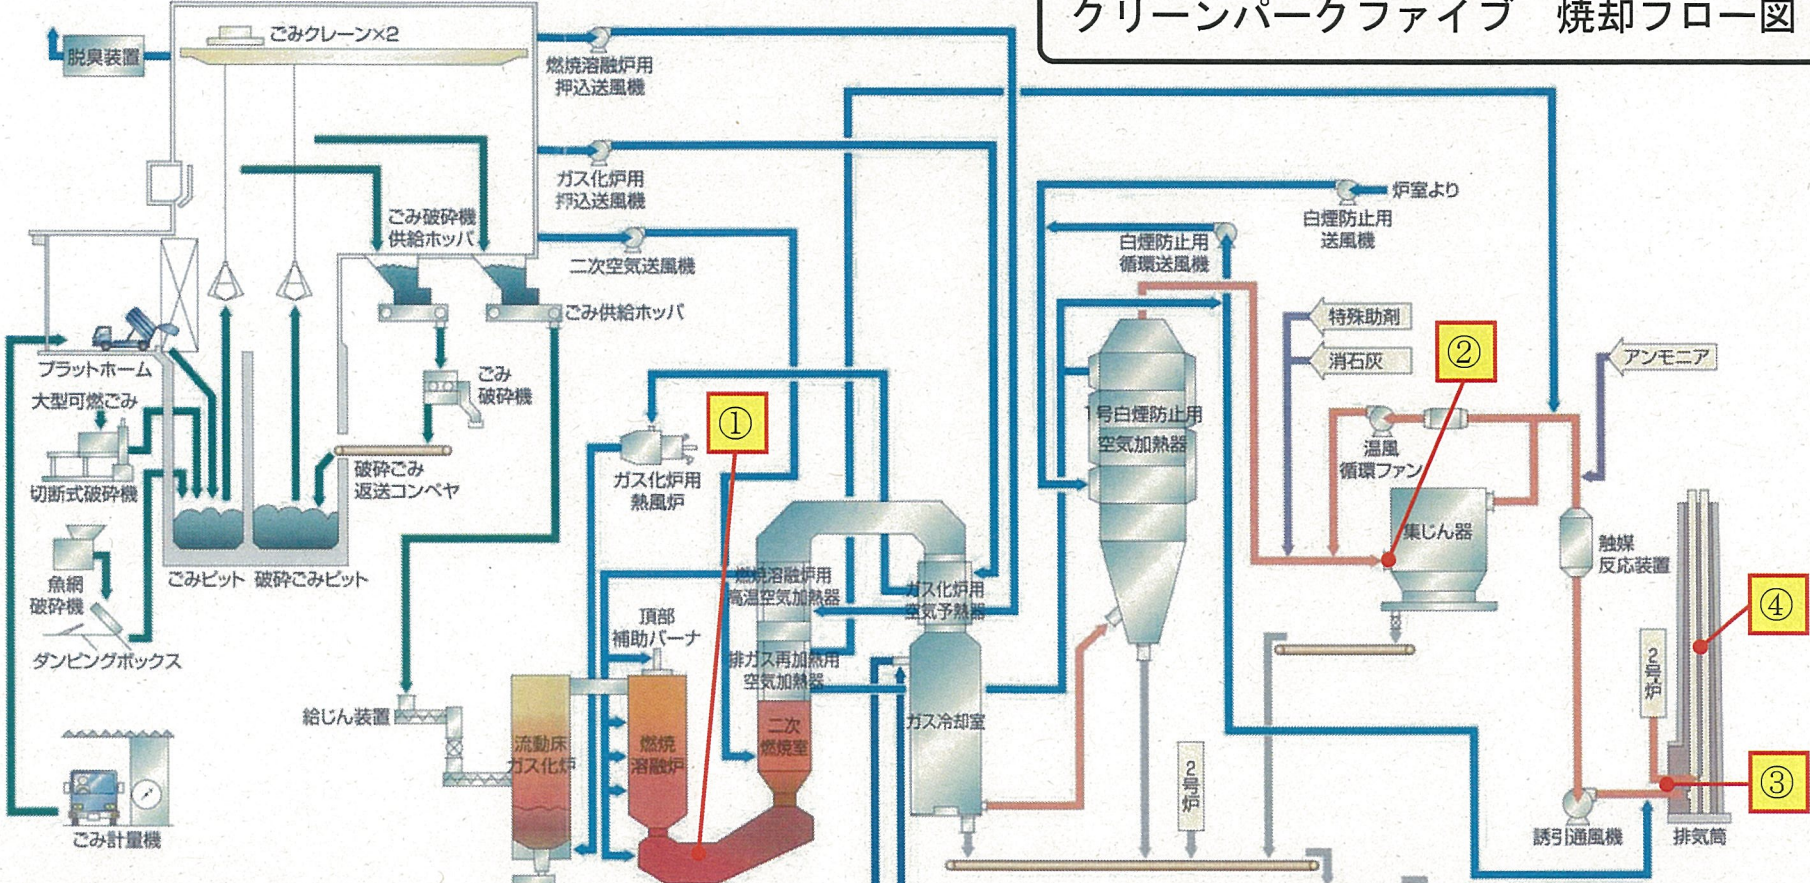 クリーンパークファイブ　焼却フロー図
ごみクレーン×2
脱臭装置
燃焼溶融炉用
押込送風機
ガス化炉用
押込送風機
二次空気送風機
ごみ破砕機
供給ホッパ
ごみ供給ホッパ
炉室より
白煙防止用
送風機
白煙防止用
循環送風機
特殊助剤
消石灰
②
アンモニア
プラットホーム
大型可燃ごみ
切断式破砕機
ごみ
破砕機
破砕ごみ
返送コンベヤ
①
ガス化炉用
熱風炉
1号白煙防止用
空気加熱器
温風
循環ファン
集じん器
触媒
反応装置
魚網
破砕機
ダンピングボックス
ごみピット
破砕ごみピット
燃焼溶融炉用
高温空気加熱器
ガス化炉用
空気予熱器
頂部
補助バーナ
排ガス再加熱用
空気加熱器
④
2号炉
給じん装置
流動床
ガス化炉
燃焼
溶融炉
二次
燃焼室
ガス冷却室
2号炉
③
ごみ計量機
誘引通風機
排気筒